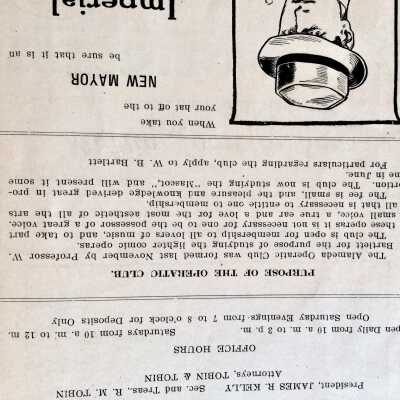 President, JAMES R. KELLY Sec. and Treas., R. M. TOBIN
Attorneys, TOBIN & TOBIN
OFFICE HOURS
pen Daily from 10 a. m. to 3 p. m. Saturdays from 10 a. m. to 12 m.
Open Saturday Evenings from 7 to 8 o'clock for Deposits Only
PURPOSE OF THE OPERATIC CLUB.
The Alameda Operatic Club was formed last November by Professor W.
Bartlett for the purpose of studying the lighter comic operas.
The club is open for membership to all lovers of music, and to take part
these operas it is not necessary for one to be the possessor of a great voice.
small voice, a true ear and a love for the most aesthetic of all the arts
all that is necessary to entitle one to membership.
The fee is small, and the pleasure and knowledge derived great in pro-
rtion. The club is now studying the "Mascot," and will present it some
me in June.
For particulars regarding the club, apply to W. B. Bartlett
When you take
your hat off to the
NEW MAYOR
be sure that it is an
Imperial